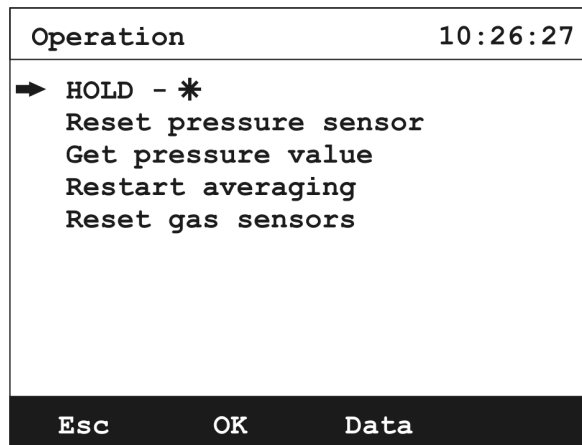 Operation 10:26:27
➡ HOLD - ✳
Reset pressure sensor
Get pressure value
Restart averaging
Reset gas sensors
Esc OK Data